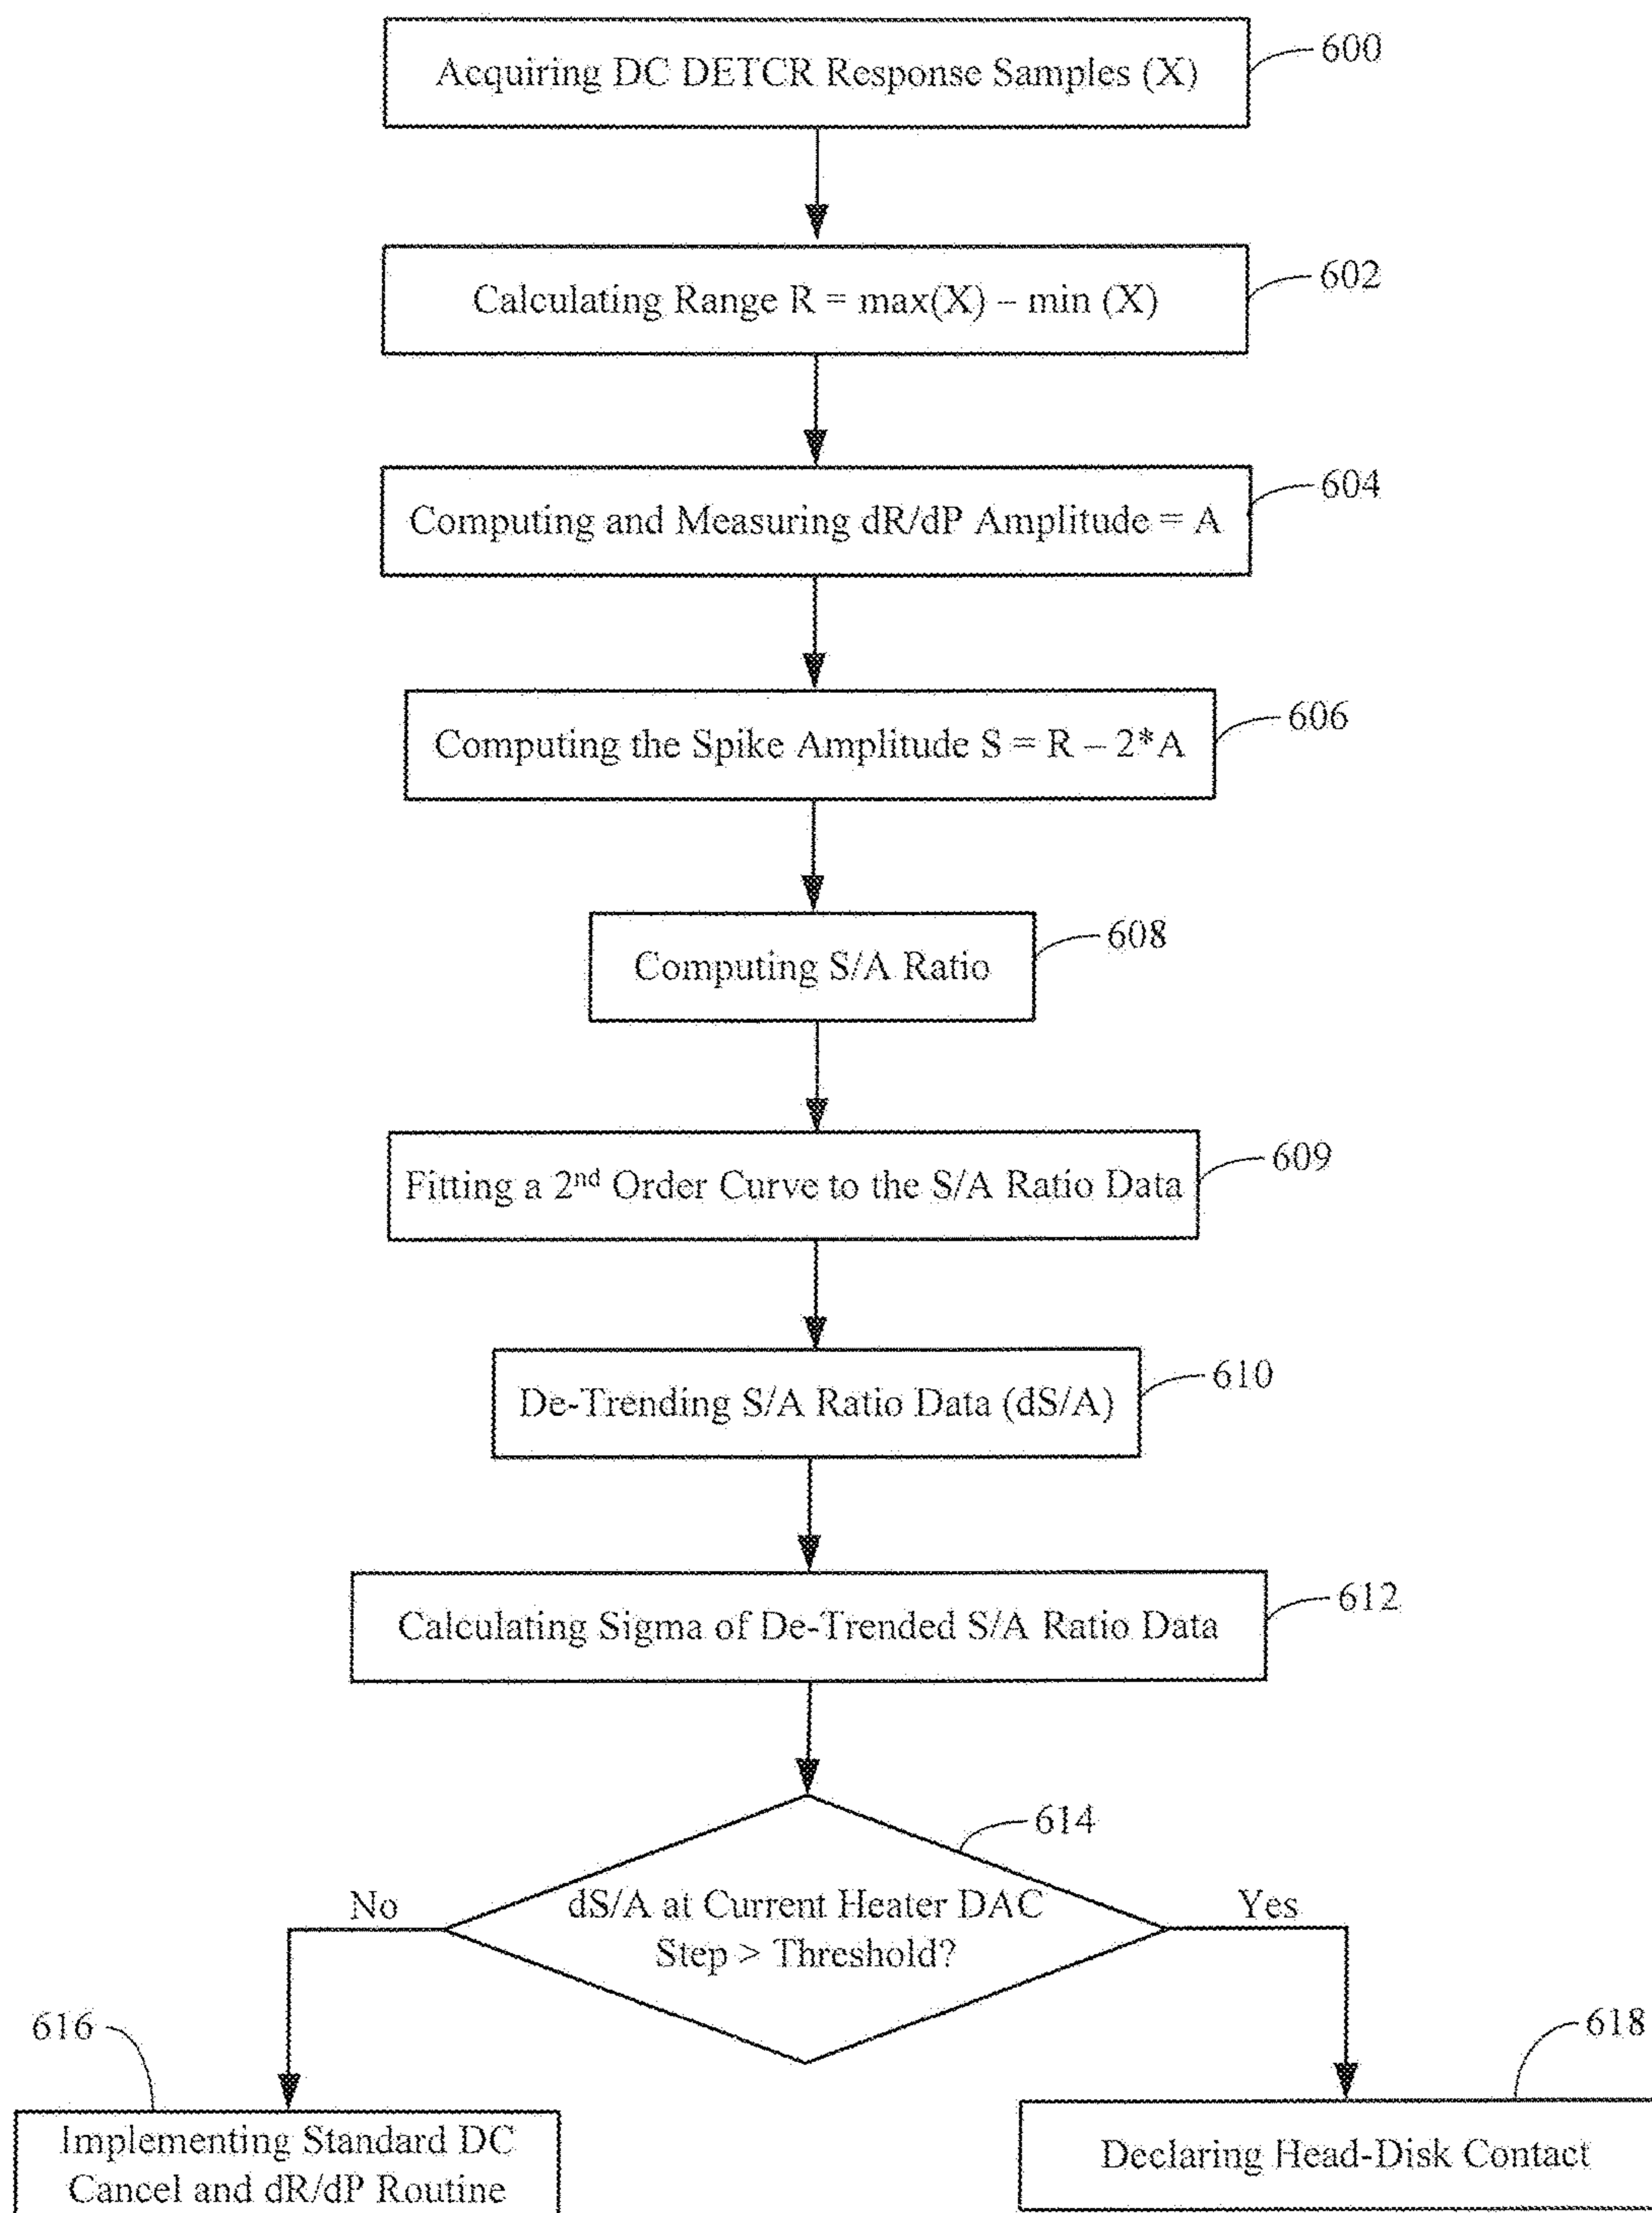 Acquiring DC DETCR Response Samples (X)
600
Calculating Range R = max(X) – min (X)
602
Computing and Measuring dR/dP Amplitude = A
604
Computing the Spike Amplitude S = R – 2*A
606
Computing S/A Ratio
608
Fitting a 2nd Order Curve to the S/A Ratio Data
609
De-Trending S/A Ratio Data (dS/A)
610
Calculating Sigma of De-Trended S/A Ratio Data
612
614
dS/A at Current Heater DAC
Step > Threshold?
No
Yes
616
Implementing Standard DC
Cancel and dR/dP Routine
618
Declaring Head-Disk Contact